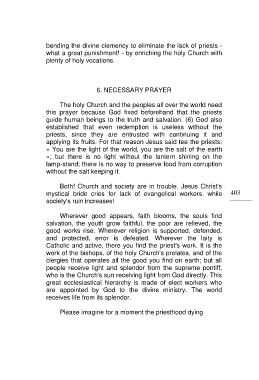 bending the divine clemency to eliminate the lack of priests -
what a great punishment! - by enriching the holy Church with
plenty of holy vocations.
6. NECESSARY PRAYER
The holy Church and the peoples all over the world need
this prayer because God fixed beforehand that the priests
guide human beings to the truth and salvation. (6) God also
established that even redemption is useless without the
priests, since they are entrusted with continuing it and
applying its fruits. For that reason Jesus said tee the priests:
« You are the light of the world, you are the salt of the earth
»; but there is no light without the lantern shining on the
lamp-stand; there is no way to preserve food from corruption
without the salt keeping it.
Both! Church and society are in trouble. Jesus Christ's
mystical bride cries for lack of evangelical workers, while
society's ruin increases!
403
Wherever good appears, faith blooms, the souls find
salvation, the youth grow faithful, the poor are relieved, the
good works rise. Wherever religion is supported, defended,
and protected, error is defeated. Wherever the laity is
Catholic and active, there you find the priest's work. It is the
work of the bishops, of the holy Church's prelates, and of the
clergies that operates all the good you find on earth; but all
people receive light and splendor from the supreme pontiff,
who is the Church's sun receiving light from God directly. This
great ecclesiastical hierarchy is made of elect workers who
are appointed by God to the divine ministry. The world
receives life from its splendor.
Please imagine for a moment the priesthood dying